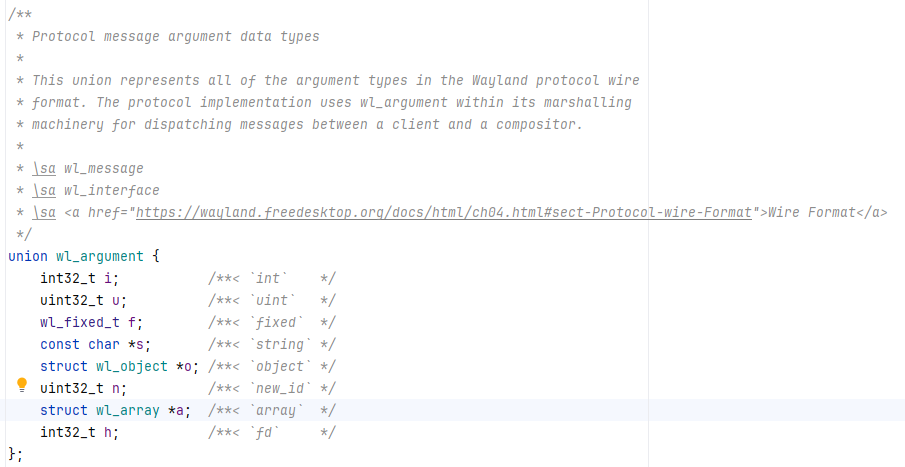 /**
 * Protocol message argument data types
 *
 * This union represents all of the argument types in the Wayland protocol wire
 * format. The protocol implementation uses wl_argument within its marshalling
 * machinery for dispatching messages between a client and a compositor.
 *
 * \sa wl_message
 * \sa wl_interface
 * \sa <a href="https://wayland.freedesktop.org/docs/html/ch04.html#sect-Protocol-wire-Format">Wire Format</a>
 */
union wl_argument {
    int32_t i;           /**< `int`    */
    uint32_t u;          /**< `uint`   */
    wl_fixed_t f;        /**< `fixed`  */
    const char *s;       /**< `string` */
    struct wl_object *o; /**< `object` */
    uint32_t n;          /**< `new_id` */
    struct wl_array *a;  /**< `array`  */
    int32_t h;           /**< `fd`     */
};